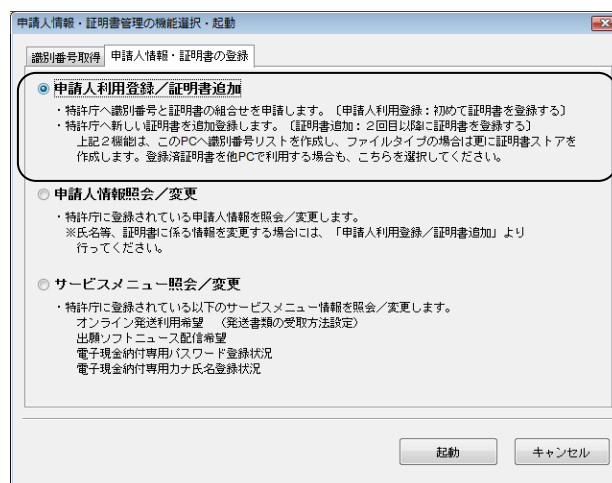 申請人情報・証明書管理の機能選択・起動
識別番号取得 申請人情報・証明書の登録
申請人利用登録／証明書追加
・特許庁へ識別番号と証明書の組合せを申請します。〔申請人利用登録：初めて証明書を登録する〕
・特許庁へ新しい証明書を追加登録します。〔証明書追加：２回目以降に証明書を登録する〕
上記２機能は、このPCへ識別番号リストを作成し、ファイルタイプの場合は更に証明書ストアを
作成します。登録済証明書を他PCで利用する場合も、こちらを選択してください。
申請人情報照会／変更
・特許庁に登録されている申請人情報を照会／変更します。
※氏名等、証明書に係る情報を変更する場合には、「申請人利用登録／証明書追加」より
行ってください。
サービスメニュー照会／変更
・特許庁に登録されている以下のサービスメニュー情報を照会／変更します。
オンライン発送利用希望 （発送書類の受取方法設定）
出願ソフトニュース配信希望
電子現金納付専用パスワード登録状況
電子現金納付専用カナ氏名登録状況
起動 キャンセル